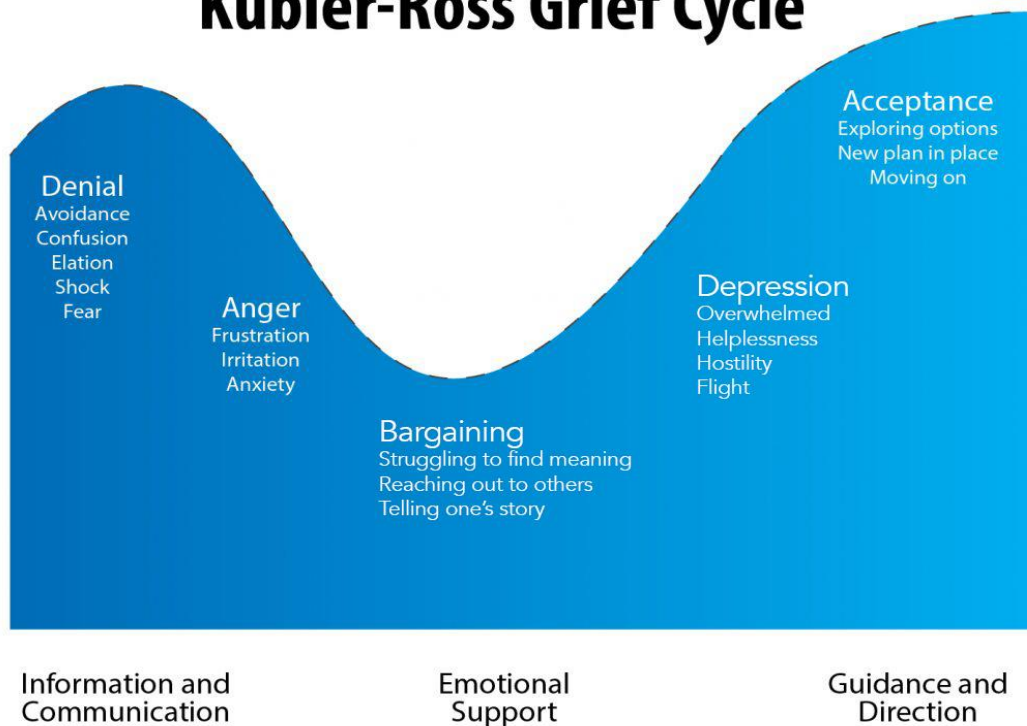 Kübler-Ross Grief Cycle
Denial
Avoidance
Confusion
Elation
Shock
Fear
Anger
Frustration
Irritation
Anxiety
Bargaining
Struggling to find meaning
Reaching out to others
Telling one's story
Depression
Overwhelmed
Helplessness
Hostility
Flight
Acceptance
Exploring options
New plan in place
Moving on
Information and
Communication
Emotional
Support
Guidance and
Direction